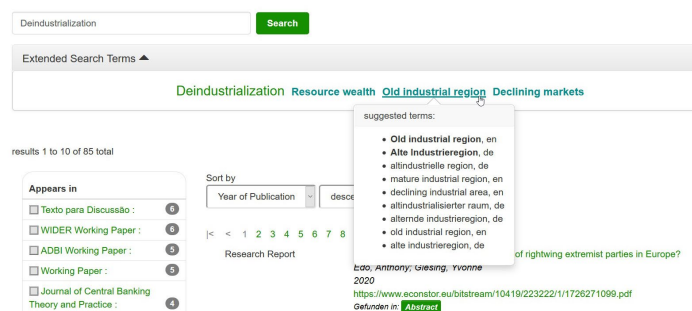 Deindustrialization
Search
Extended Search Terms
Deindustrialization Resource wealth Old industrial region Declining markets
suggested terms:
Old industrial region, en
Alte Industrieregion, de
altindustrielle region, de
mature industrial region, en
declining industrial area, en
altindustrialisierter raum, de
alternde industrieregion, de
old industrial region, en
alte industrieregion, de
results 1 to 10 of 85 total
Appears in
Texto para Discussão : 6
WIDER Working Paper : 6
ADBI Working Paper : 5
Working Paper : 5
Journal of Central Banking
Theory and Practice : 4
Sort by
Year of Publication
desce
|< < 1 2 3 4 5 6 7 8
Research Report
of rightwing extremist parties in Europe?
Edo, Anthony; Giesing, Yvonne
2020
https://www.econstor.eu/bitstream/10419/223222/1/1726271099.pdf
Gefunden in: Abstract